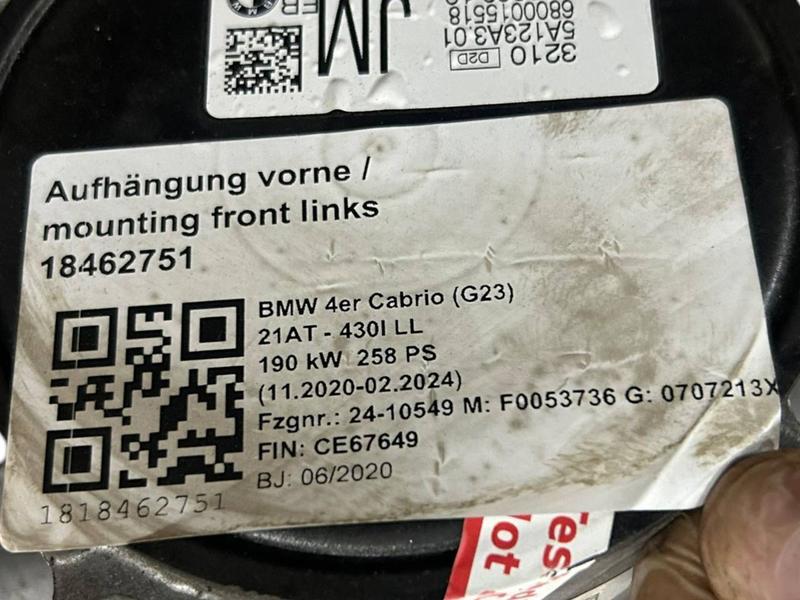 BMW
JM
3210 D2D
5A123A3.01
6800015518
Aufhängung vorne /
mounting front links
18462751
BMW 4er Cabrio (G23)
21AT - 430I LL
190 kW 258 PS
(11.2020-02.2024)
Fzgnr.: 24-10549 M: F0053736 G: 0707213X
FIN: CE67649
BJ: 06/2020
1818462751